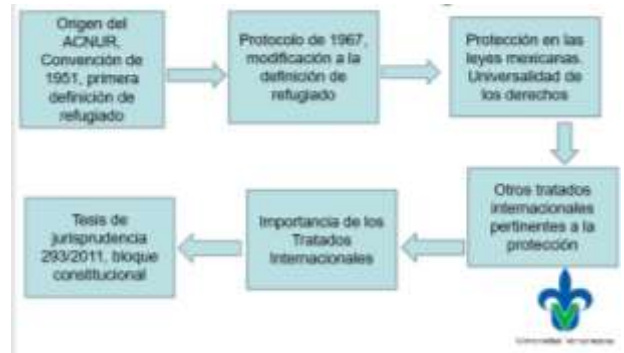 Origen del
ACNUR,
Convención de
1951, primera
definición de
refugiado
Protocolo de 1967,
modificación a la
definición de
refugiado
Protección en las
leyes mexicanas.
Universalidad de
los derechos
Otros tratados
internacionales
pertinentes a la
protección
Importancia de los
Tratados
Internacionales
Tesis de
jurisprudencia
293/2011, bloque
constitucional
Universidad Veracruzana